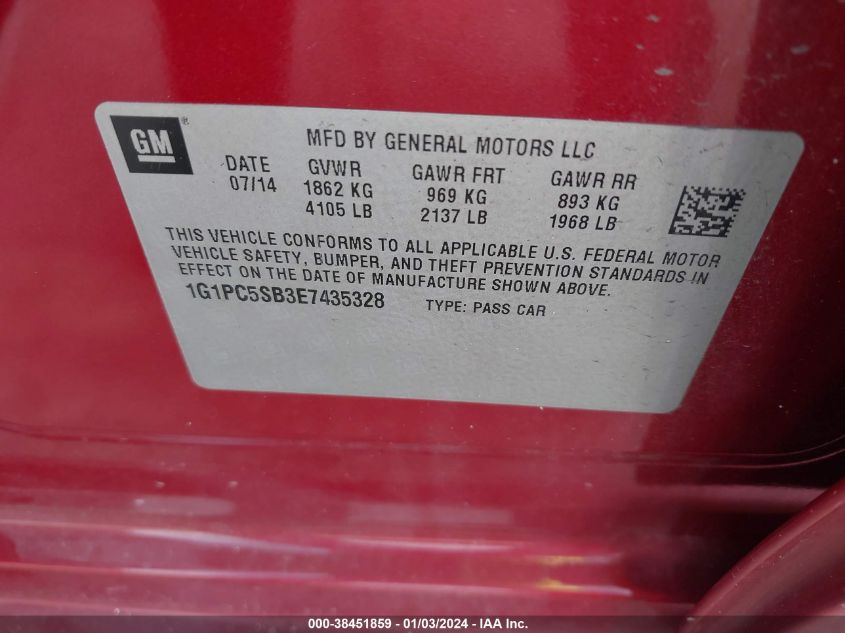 GM ®
MFD BY GENERAL MOTORS LLC
DATE GVWR GAWR FRT GAWR RR
07/14 1862 KG 969 KG 893 KG
4105 LB 2137 LB 1968 LB
THIS VEHICLE CONFORMS TO ALL APPLICABLE U.S. FEDERAL MOTOR
VEHICLE SAFETY, BUMPER, AND THEFT PREVENTION STANDARDS IN
EFFECT ON THE DATE OF MANUFACTURE SHOWN ABOVE.
1G1PC5SB3E7435328 TYPE: PASS CAR
000-38451859 - 01/03/2024 - IAA Inc.